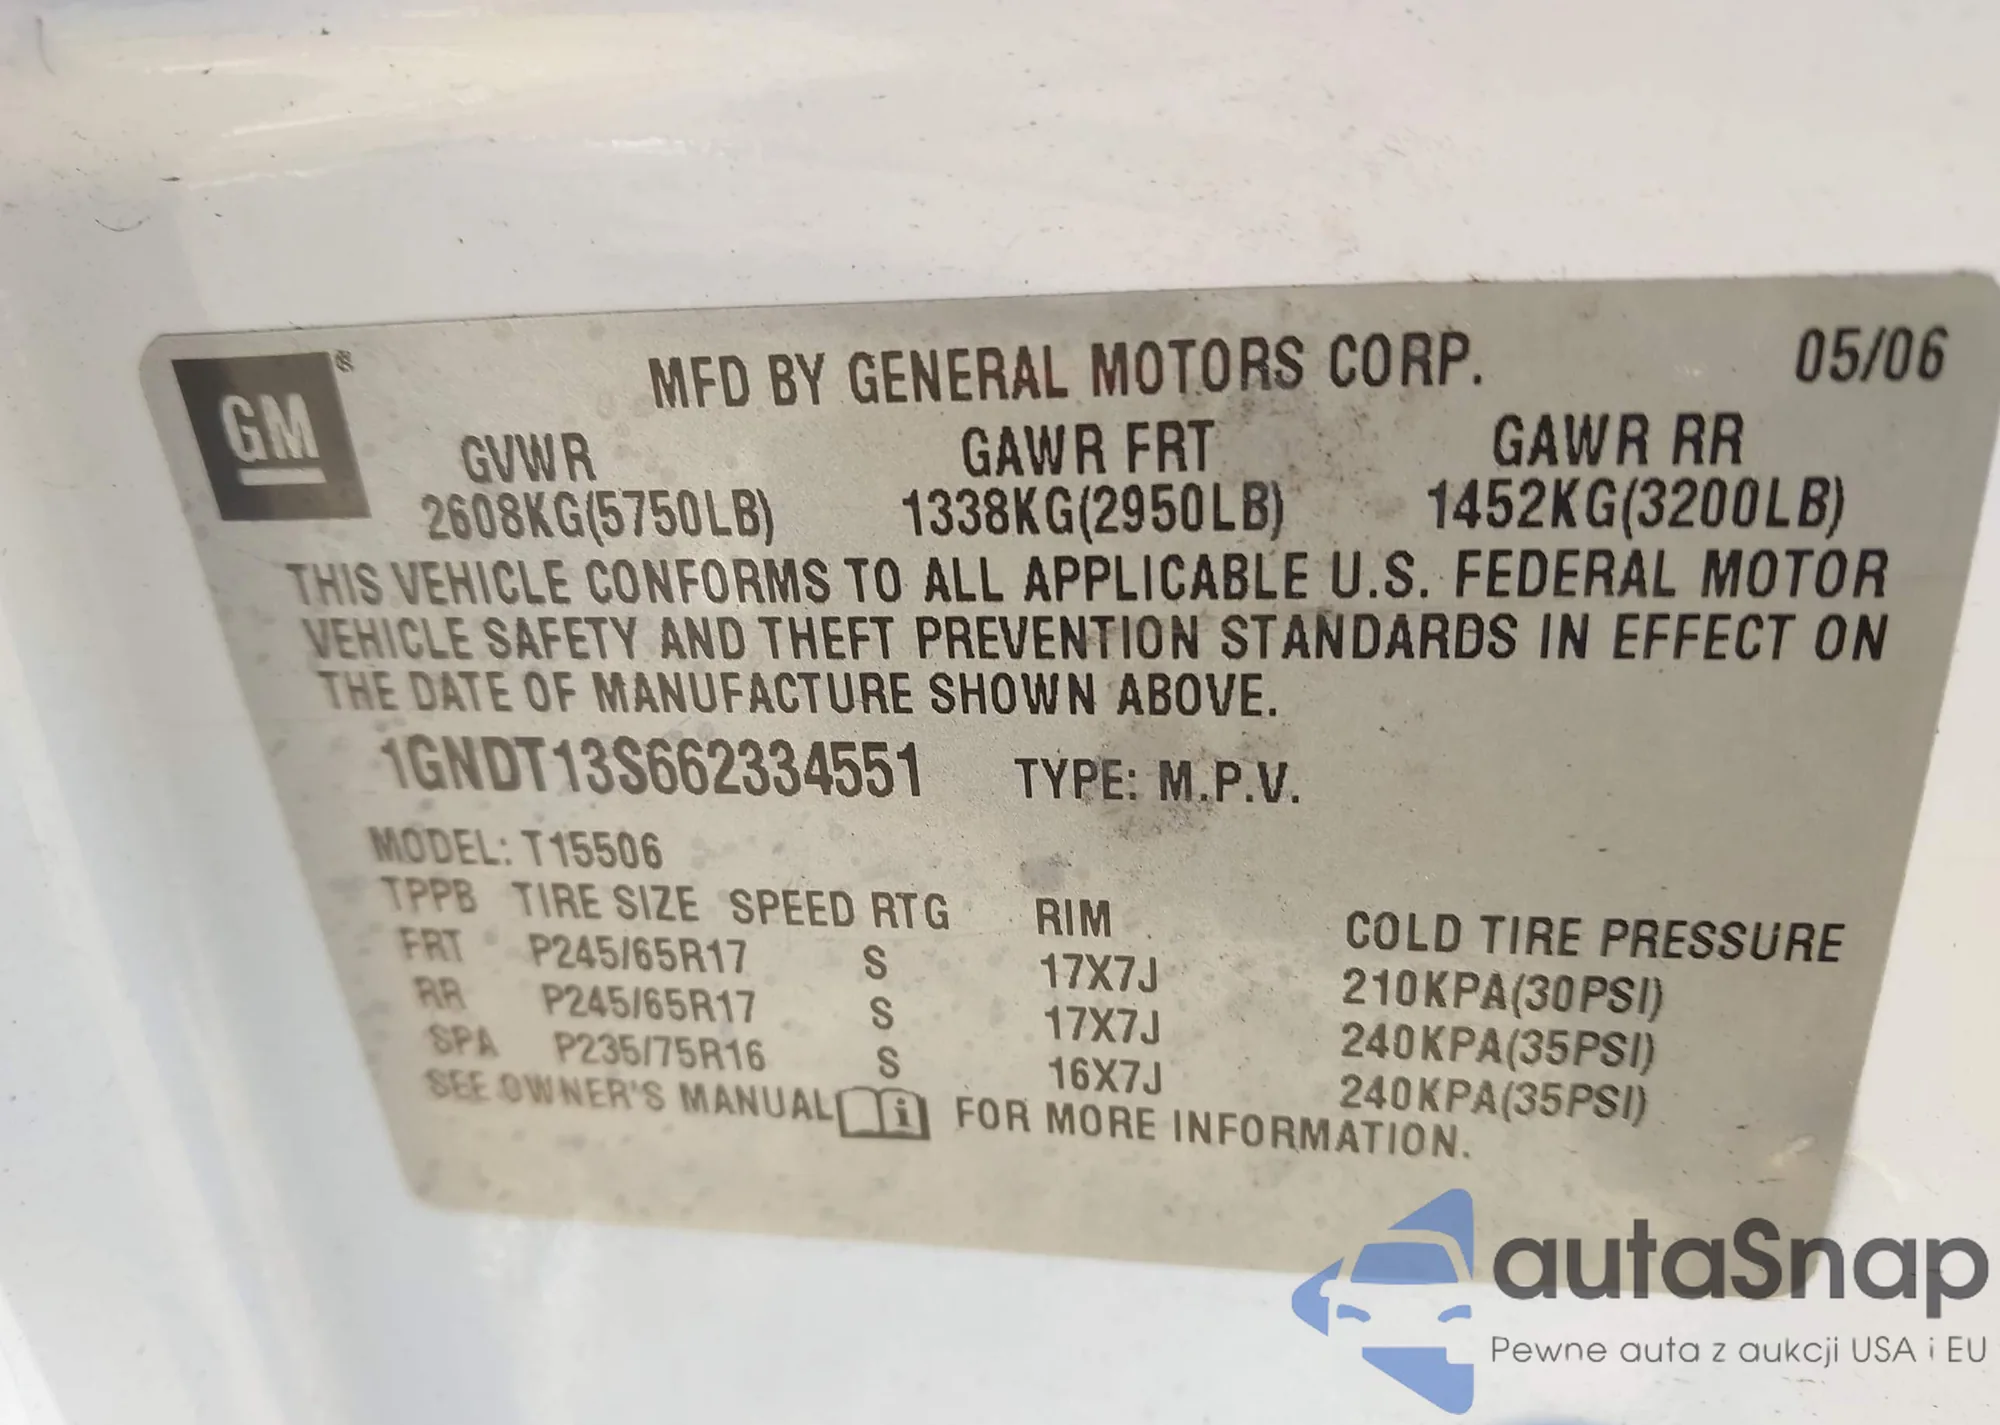 GM ®
MFD BY GENERAL MOTORS CORP. 05/06
GVWR GAWR FRT GAWR RR
2608KG(5750LB) 1338KG(2950LB) 1452KG(3200LB)
THIS VEHICLE CONFORMS TO ALL APPLICABLE U.S. FEDERAL MOTOR
VEHICLE SAFETY AND THEFT PREVENTION STANDARDS IN EFFECT ON
THE DATE OF MANUFACTURE SHOWN ABOVE.
1GNDT13S662334551 TYPE: M.P.V.
MODEL: T15506
TPPB TIRE SIZE SPEED RTG RIM COLD TIRE PRESSURE
FRT P245/65R17 S 17X7J 210KPA(30PSI)
RR P245/65R17 S 17X7J 240KPA(35PSI)
SPA P235/75R16 S 16X7J 240KPA(35PSI)
SEE OWNER'S MANUAL i FOR MORE INFORMATION.
autaSnap
Pewne auta z aukcji USA i EU